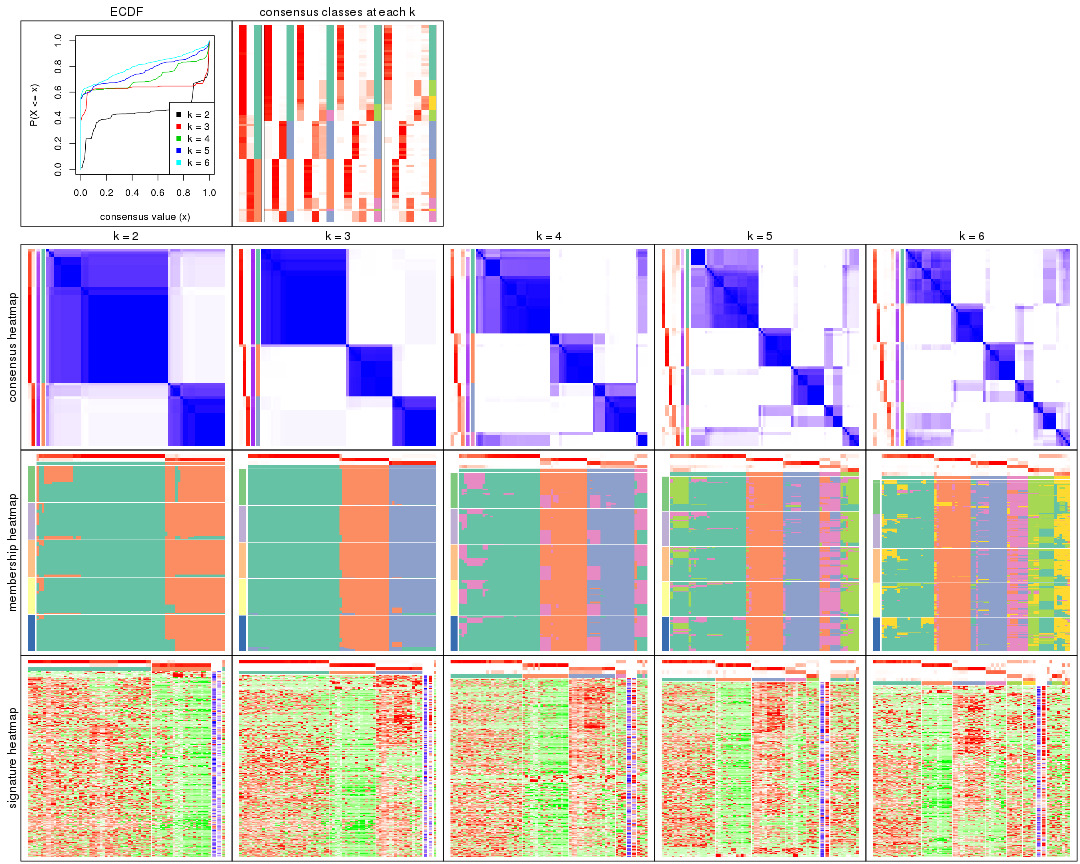 ECDF
consensus classes at each k
P(X <= x)
0.0
0.2
0.4
0.6
0.8
1.0
k = 2
k = 3
k = 4
k = 5
k = 6
0.0 0.2 0.4 0.6 0.8 1.0
consensus value (x)
k = 2
k = 3
k = 4
k = 5
k = 6
consensus heatmap
membership heatmap
signature heatmap